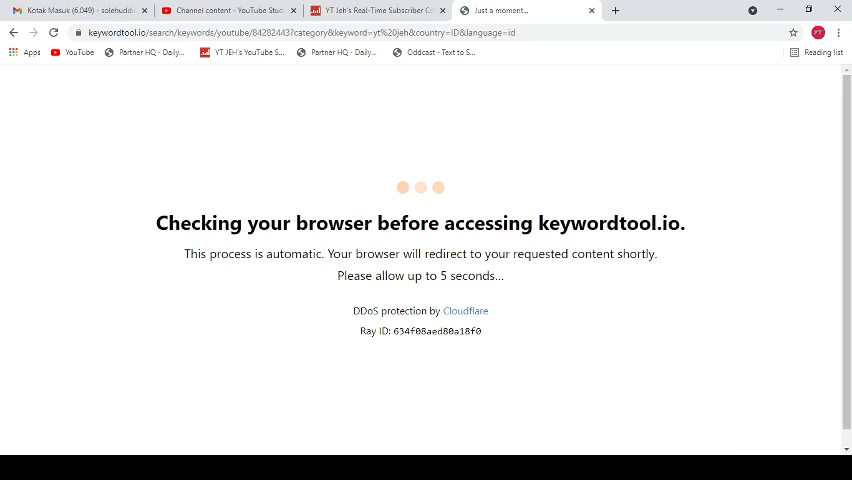 Kotak Masuk (6.049) - solehuddi
Channel content - YouTube Stud
YT Jeh's Real-Time Subscriber Co
Just a moment...
keywordtool.io/search/keywords/youtube/84282443?category&keyword=yt%20jeh&country=ID&language=id
YT
Apps
YouTube
Partner HQ - Daily...
YT JEH's YouTube S...
Partner HQ - Daily...
Oddcast - Text to S...
Reading list
Checking your browser before accessing keywordtool.io.
This process is automatic. Your browser will redirect to your requested content shortly.
Please allow up to 5 seconds...
DDoS protection by Cloudflare
Ray ID: 634f08aed80a18f0